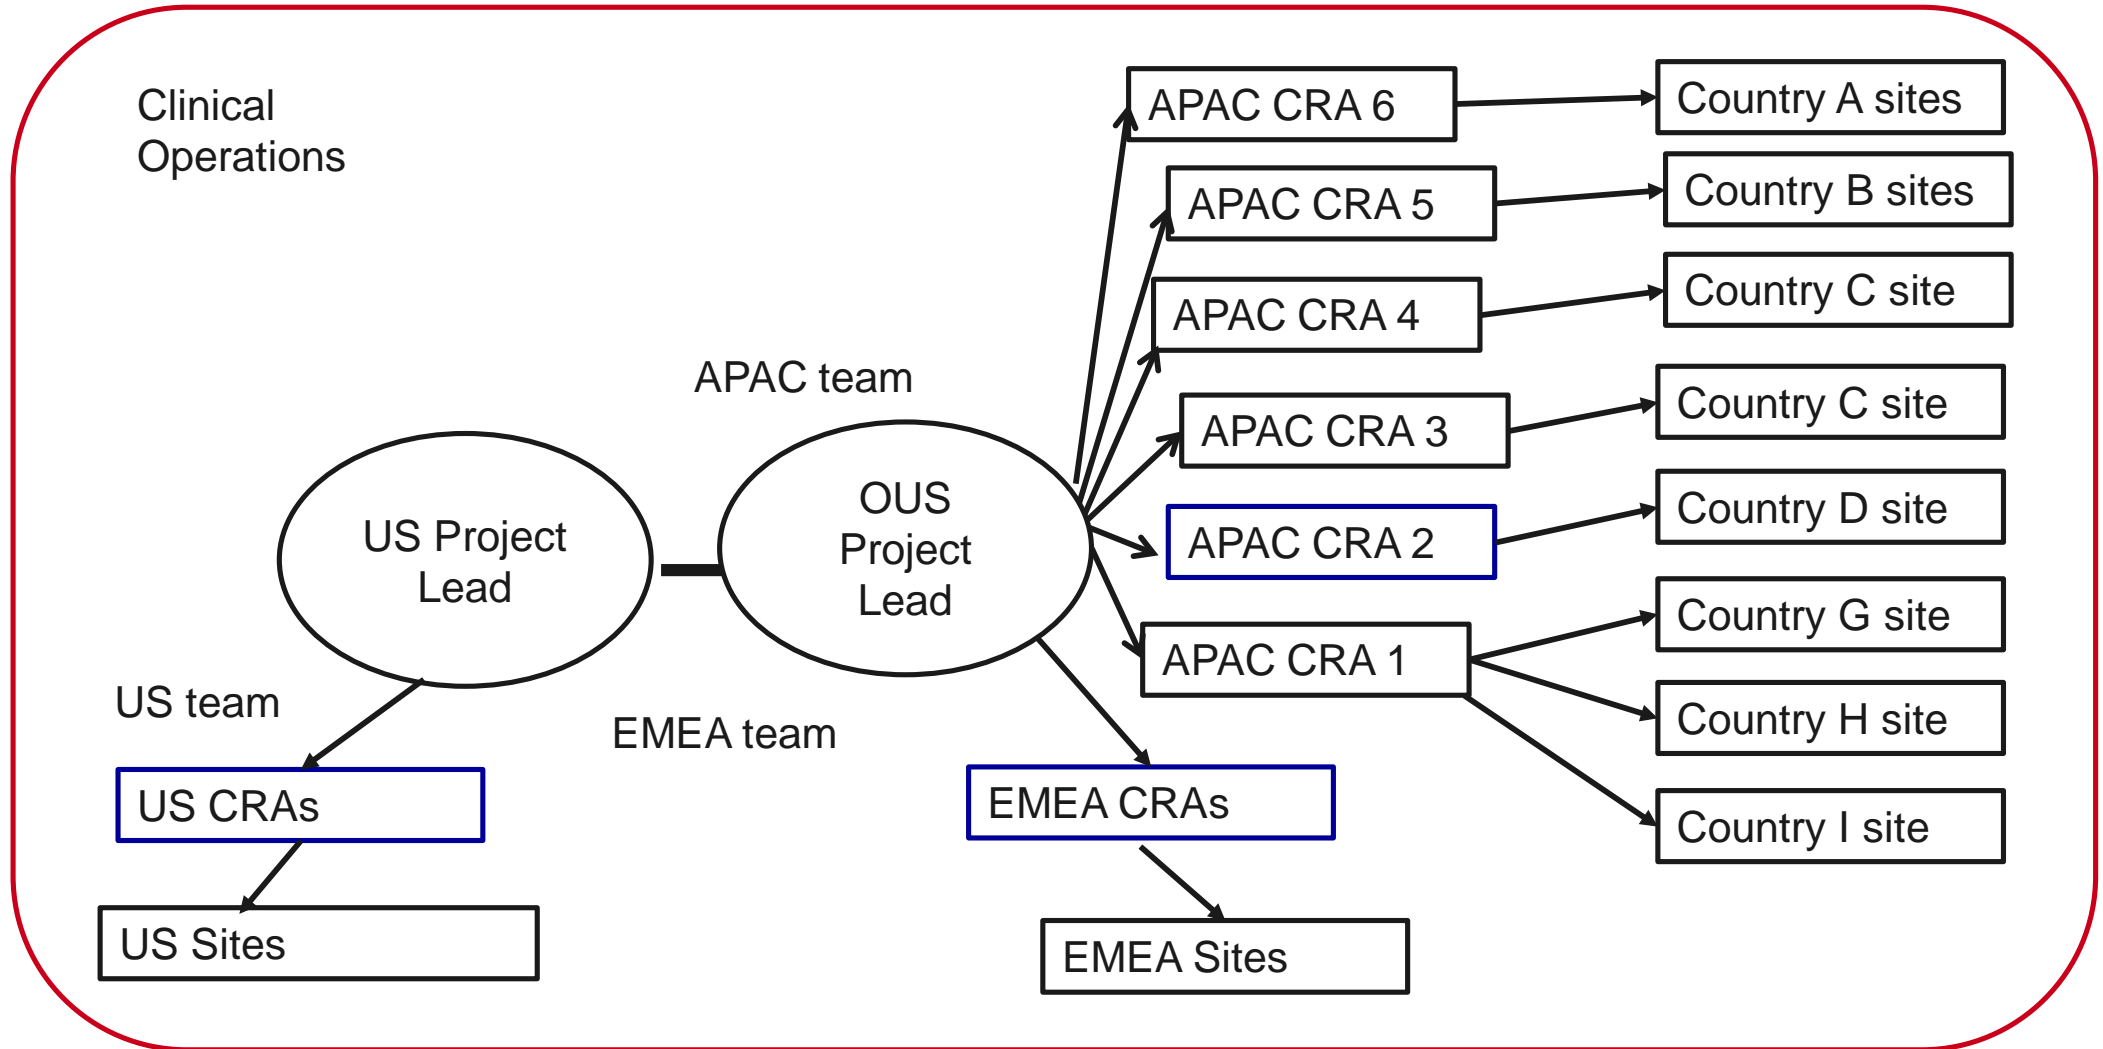 Clinical
Operations
APAC CRA 6
Country A sites
APAC CRA 5
Country B sites
APAC CRA 4
Country C site
APAC team
APAC CRA 3
Country C site
US Project
Lead
OUS
Project
Lead
APAC CRA 2
Country D site
APAC CRA 1
Country G site
Country H site
Country I site
US team
EMEA team
US CRAs
EMEA CRAs
US Sites
EMEA Sites